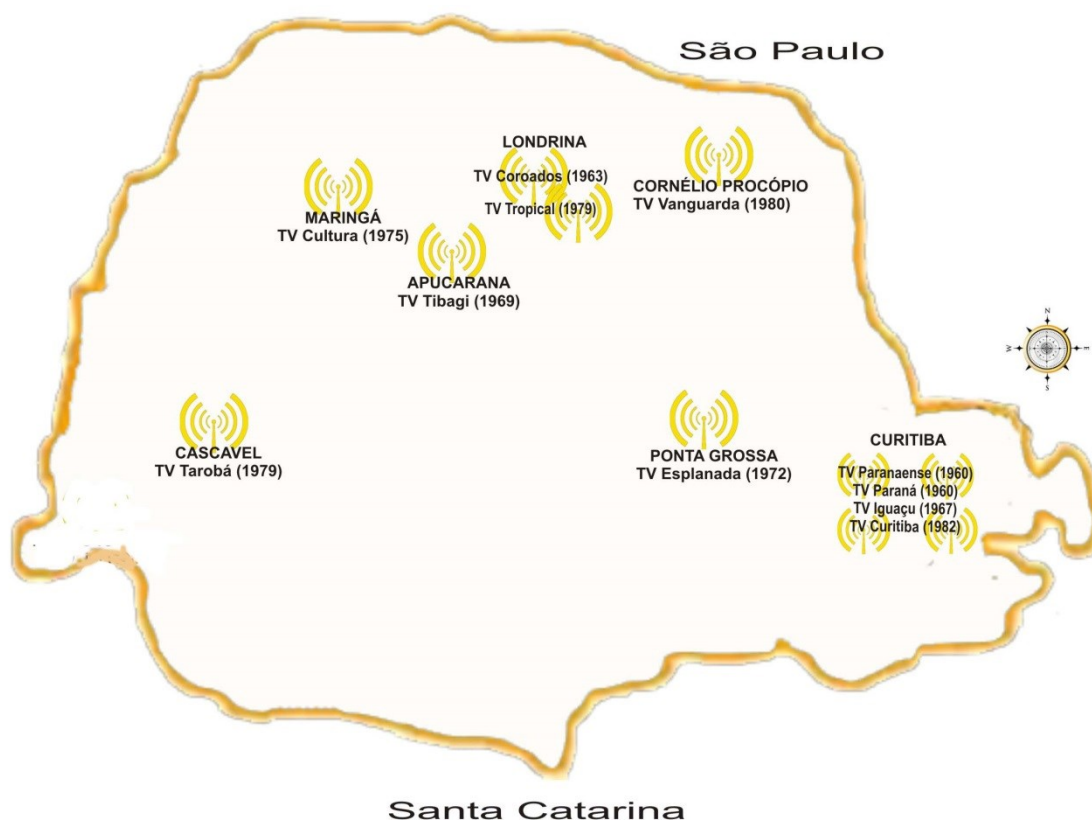 São Paulo
LONDRINA
TV Coroados (1963)
TV Tropical (1979)
CORNÉLIO PROCÓPIO
TV Vanguarda (1980)
MARINGÁ
TV Cultura (1975)
APUCARANA
TV Tibagi (1969)
N
W
E
S
CASCAVEL
TV Tarobá (1979)
PONTA GROSSA
TV Esplanada (1972)
CURITIBA
TV Paranaense (1960)
TV Paraná (1960)
TV Iguaçu (1967)
TV Curitiba (1982)
Santa Catarina